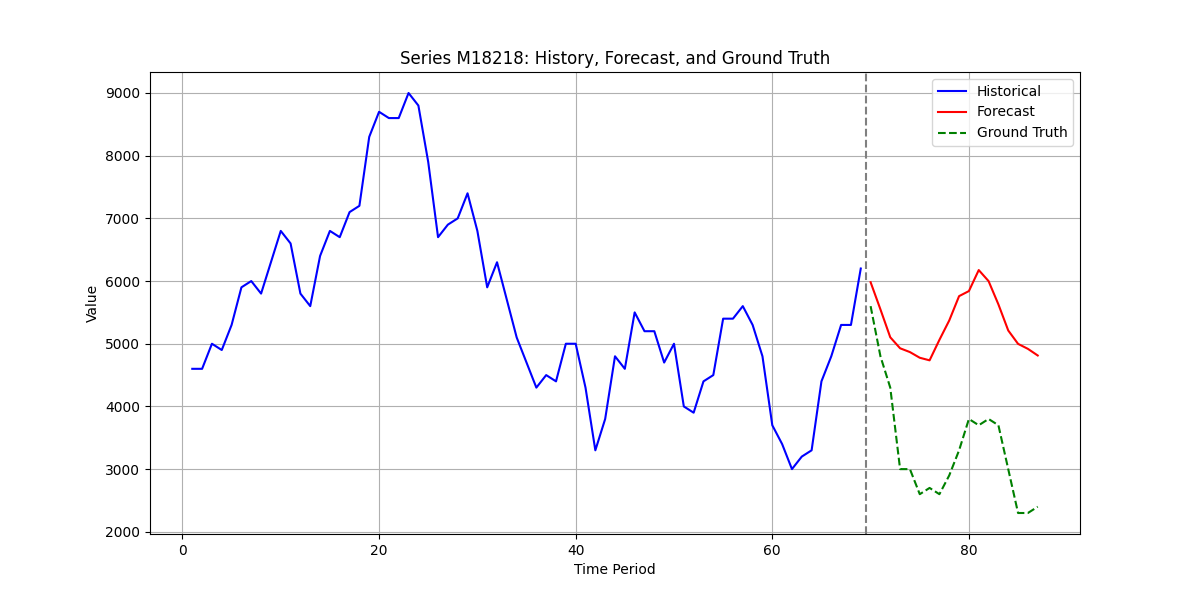 Series M18218: History, Forecast, and Ground Truth
Historical
Forecast
Ground Truth
Value
9000
8000
7000
6000
5000
4000
3000
2000
0 20 40 60 80
Time Period